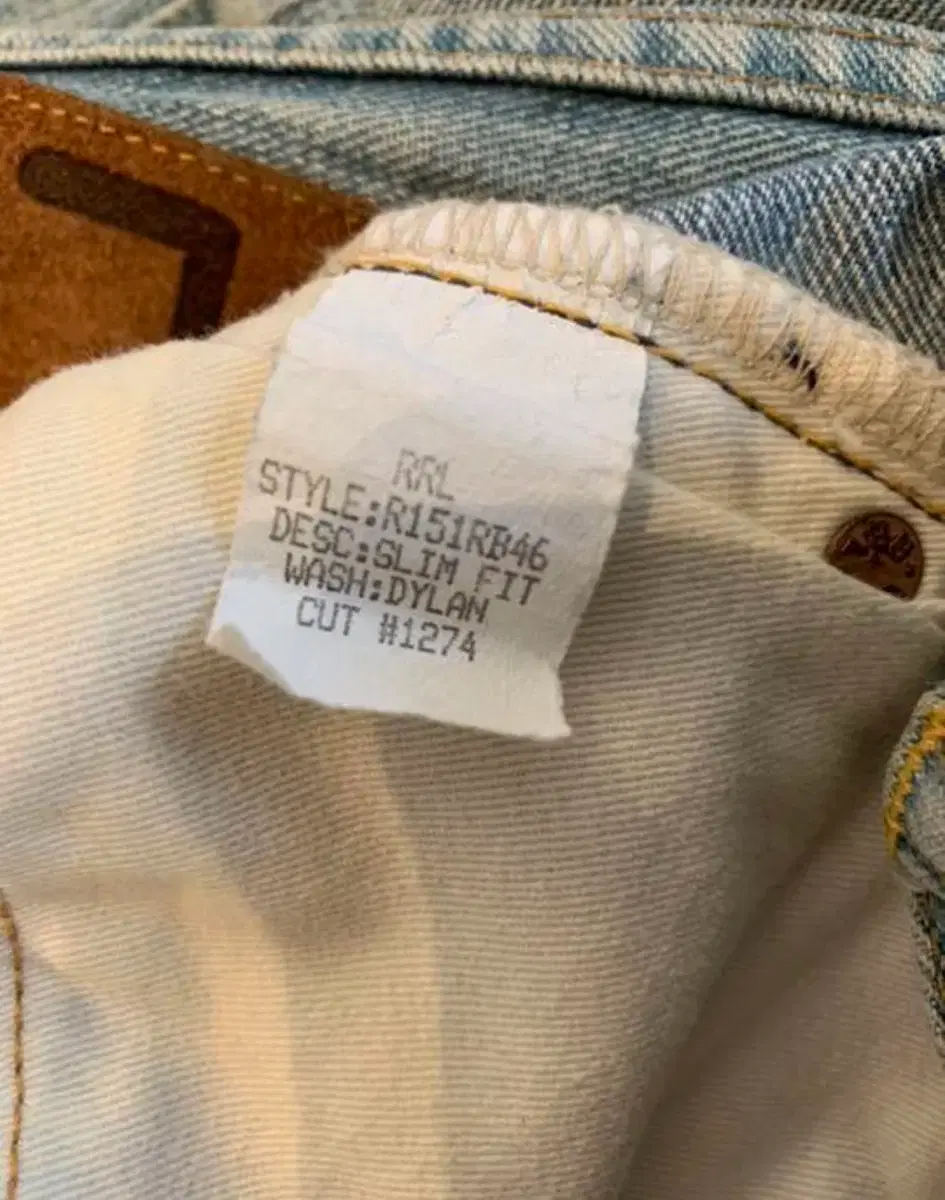 RRL
STYLE:R151RB46
DESC:SLIM FIT
WASH:DYLAN
CUT #1274